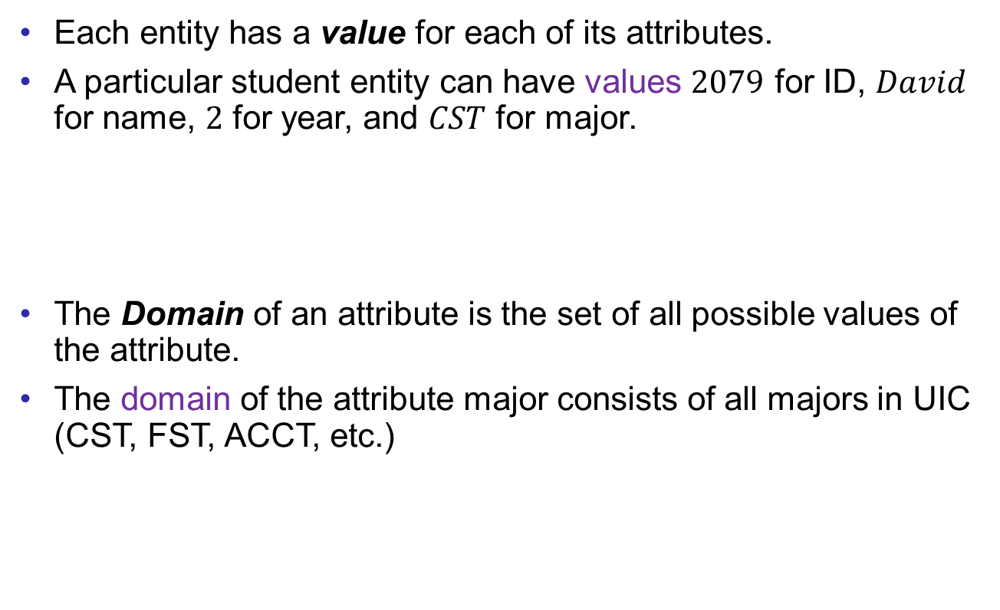 • Each entity has a value for each of its attributes.
• A particular student entity can have values 2079 for ID, David
for name, 2 for year, and CST for major.
• The Domain of an attribute is the set of all possible values of
the attribute.
• The domain of the attribute major consists of all majors in UIC
(CST, FST, ACCT, etc.)